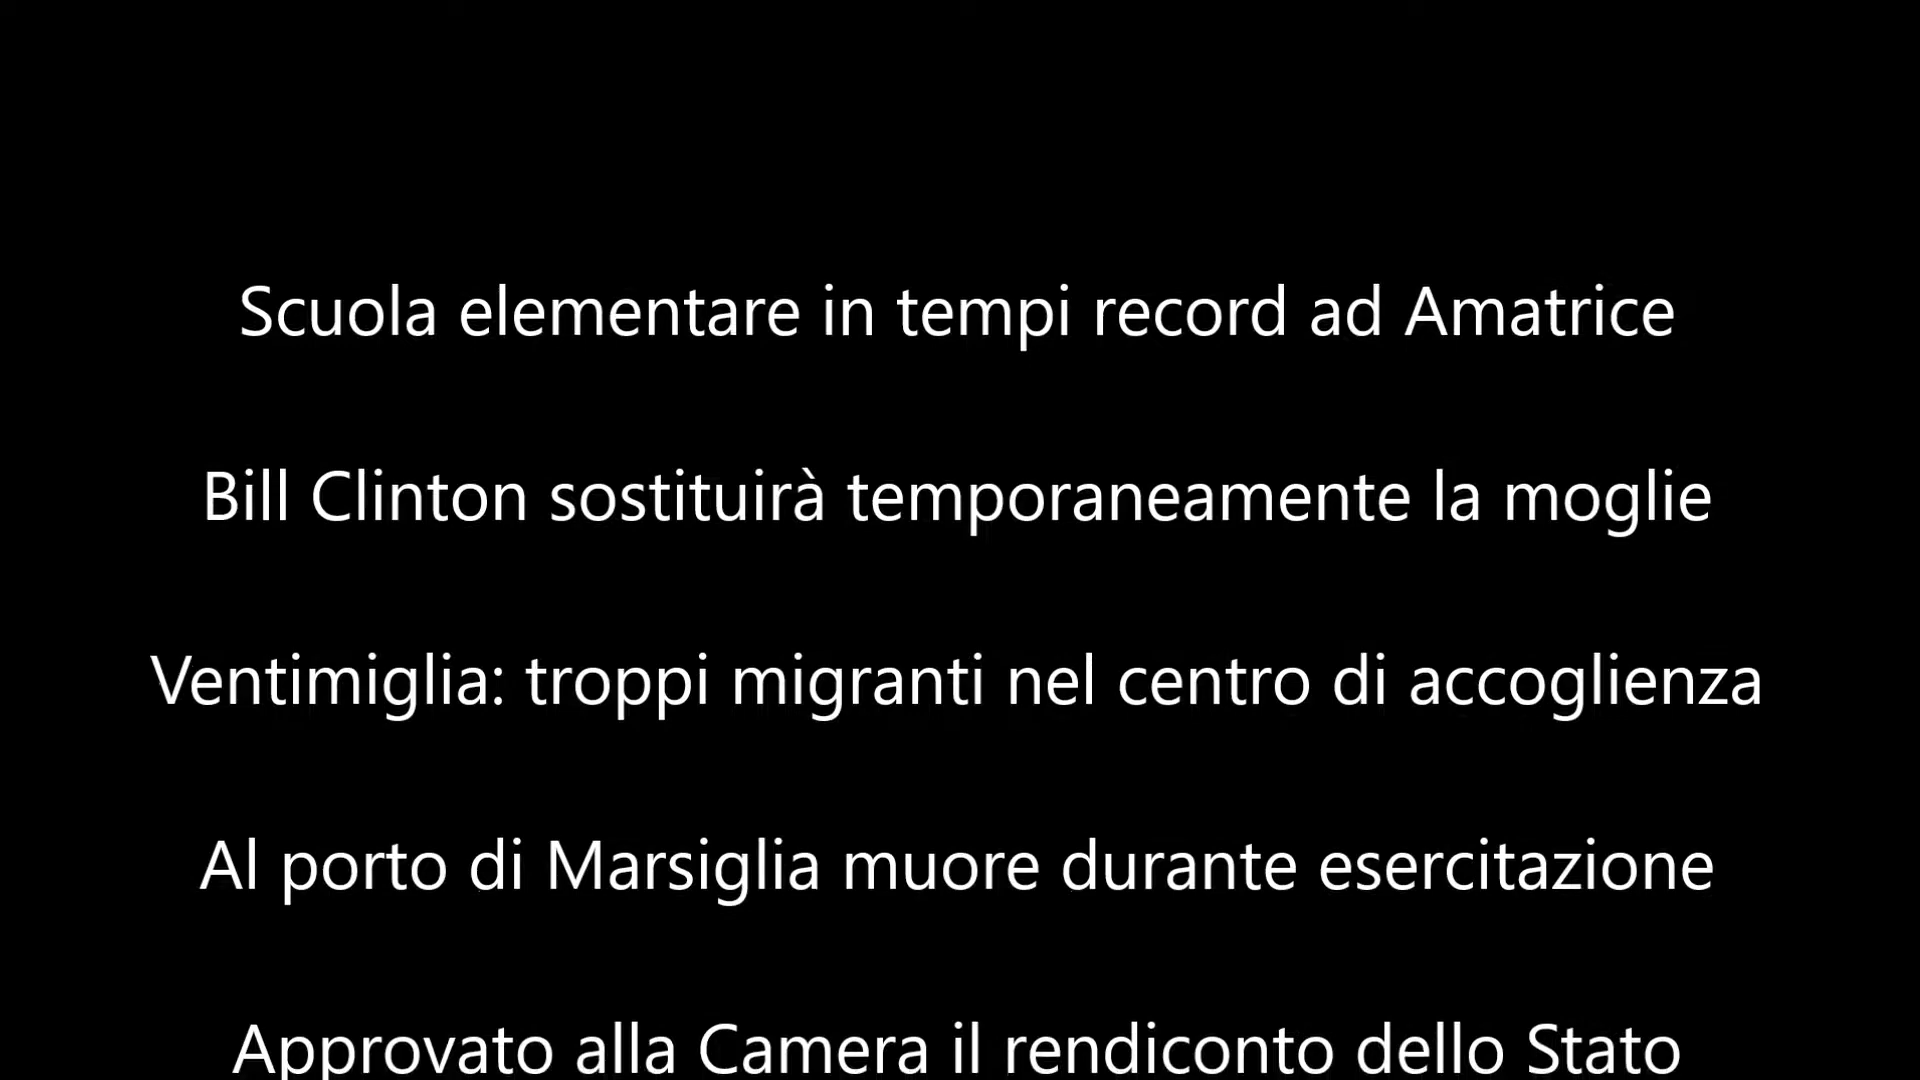 Scuola elementare in tempi record ad Amatrice
Bill Clinton sostituirà temporaneamente la moglie
Ventimiglia: troppi migranti nel centro di accoglienza
Al porto di Marsiglia muore durante esercitazione
Approvato alla Camera il rendiconto dello Stato